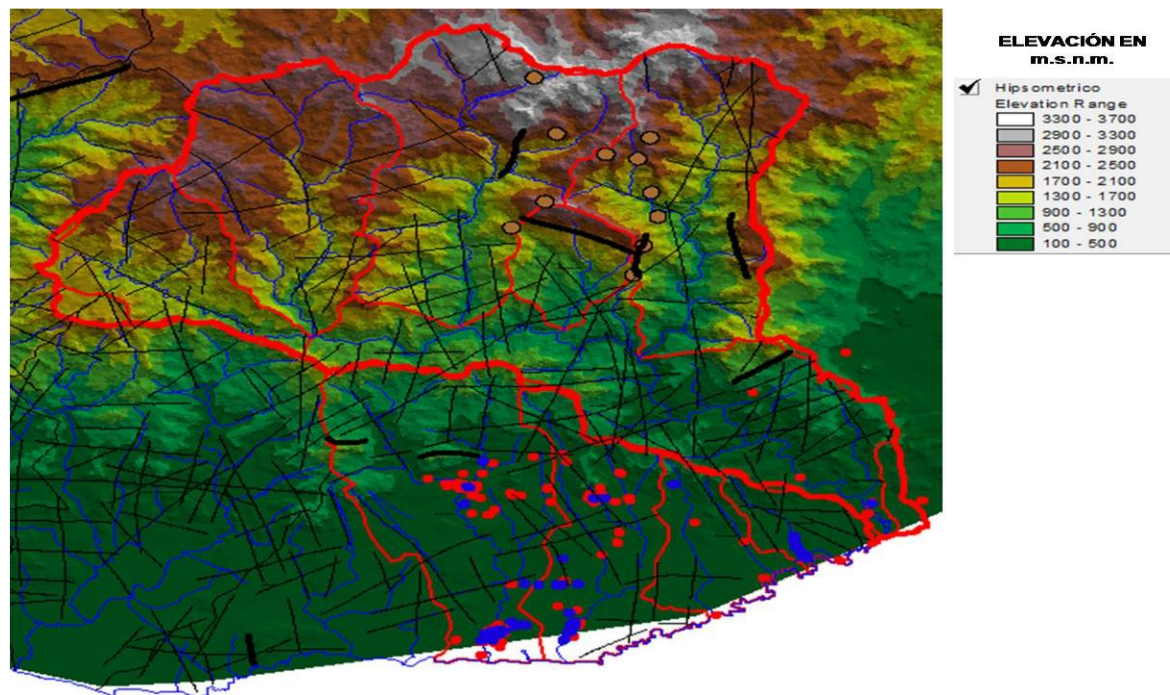 ELEVACIÓN EN
m.s.n.m.
Hipsometrico
Elevation Range
3300 - 3700
2900 - 3300
2500 - 2900
2100 - 2500
1700 - 2100
1300 - 1700
900 - 1300
500 - 900
100 - 500